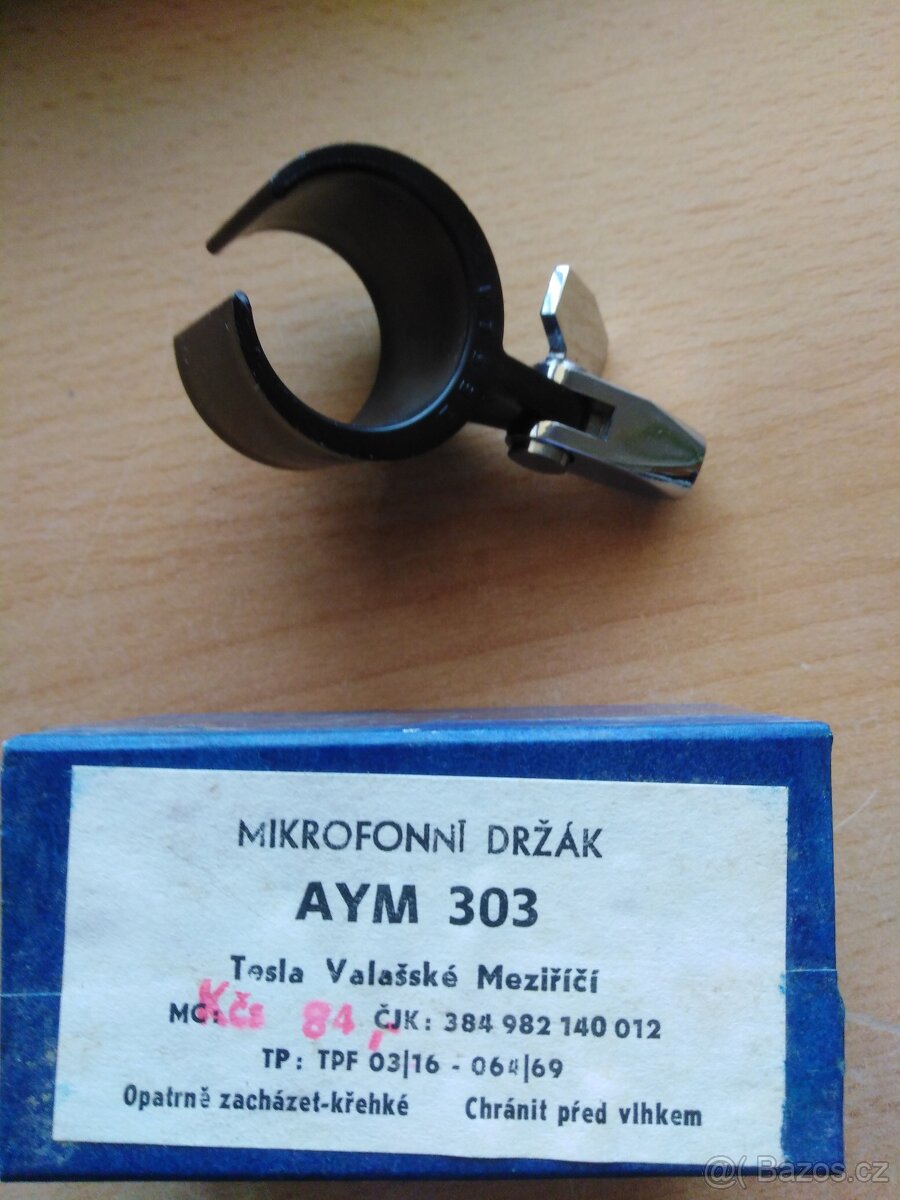 TESLA
MIKROFONNÍ DRŽÁK
AYM 303
Tesla Valašské Meziříčí
MC: Kčs 84,- ČJK: 384 982 140 012
TP: TPF 03/16 - 064/69
Opatrně zacházet-křehké Chránit před vlhkem
@( Bazos.cz